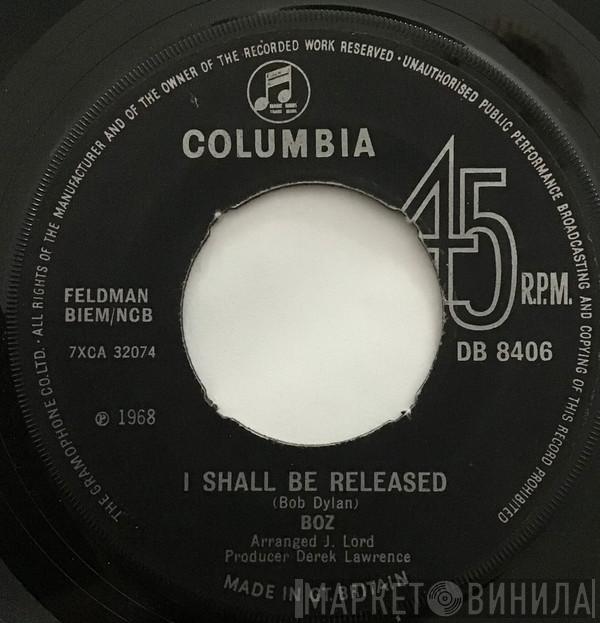 THE GRAMOPHONE CO. LTD. · ALL RIGHTS OF THE MANUFACTURER AND OF THE OWNER OF THE RECORDED WORK RESERVED · UNAUTHORISED PUBLIC PERFORMANCE BROADCASTING AND COPYING OF THIS RECORD PROHIBITED
COLUMBIA
45 R.P.M.
FELDMAN
BIEM/NCB
7XCA 32074
DB 8406
℗ 1968
I SHALL BE RELEASED
(Bob Dylan)
BOZ
Arranged J. Lord
Producer Derek Lawrence
MADE IN GT. BRITAIN
МАРКЕТ ВИНИЛА